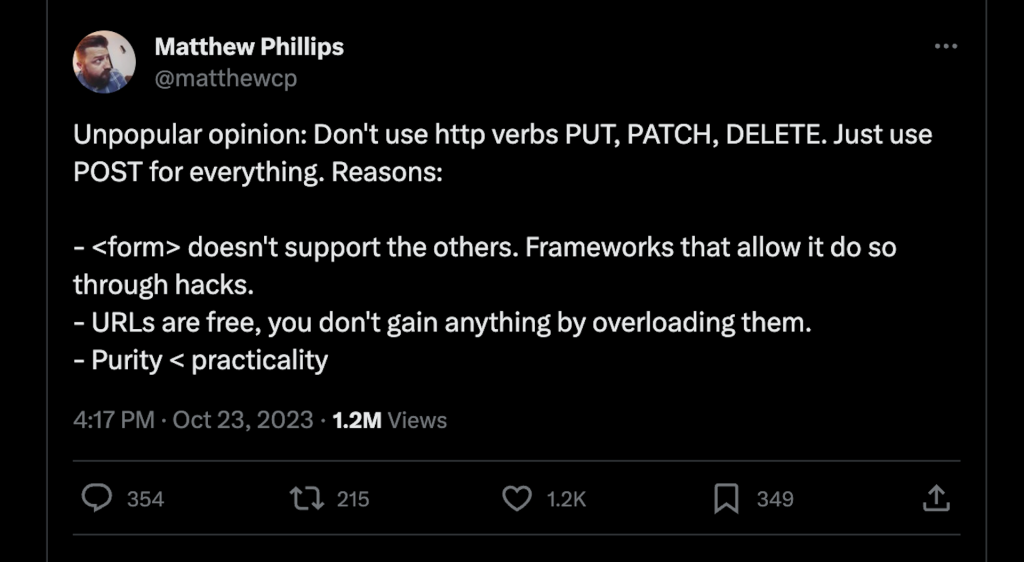 Matthew Phillips
@matthewcp
Unpopular opinion: Don't use http verbs PUT, PATCH, DELETE. Just use
POST for everything. Reasons:
- <form> doesn't support the others. Frameworks that allow it do so
through hacks.
- URLs are free, you don't gain anything by overloading them.
- Purity < practicality
4:17 PM · Oct 23, 2023 · 1.2M Views
354 215 1.2K 349